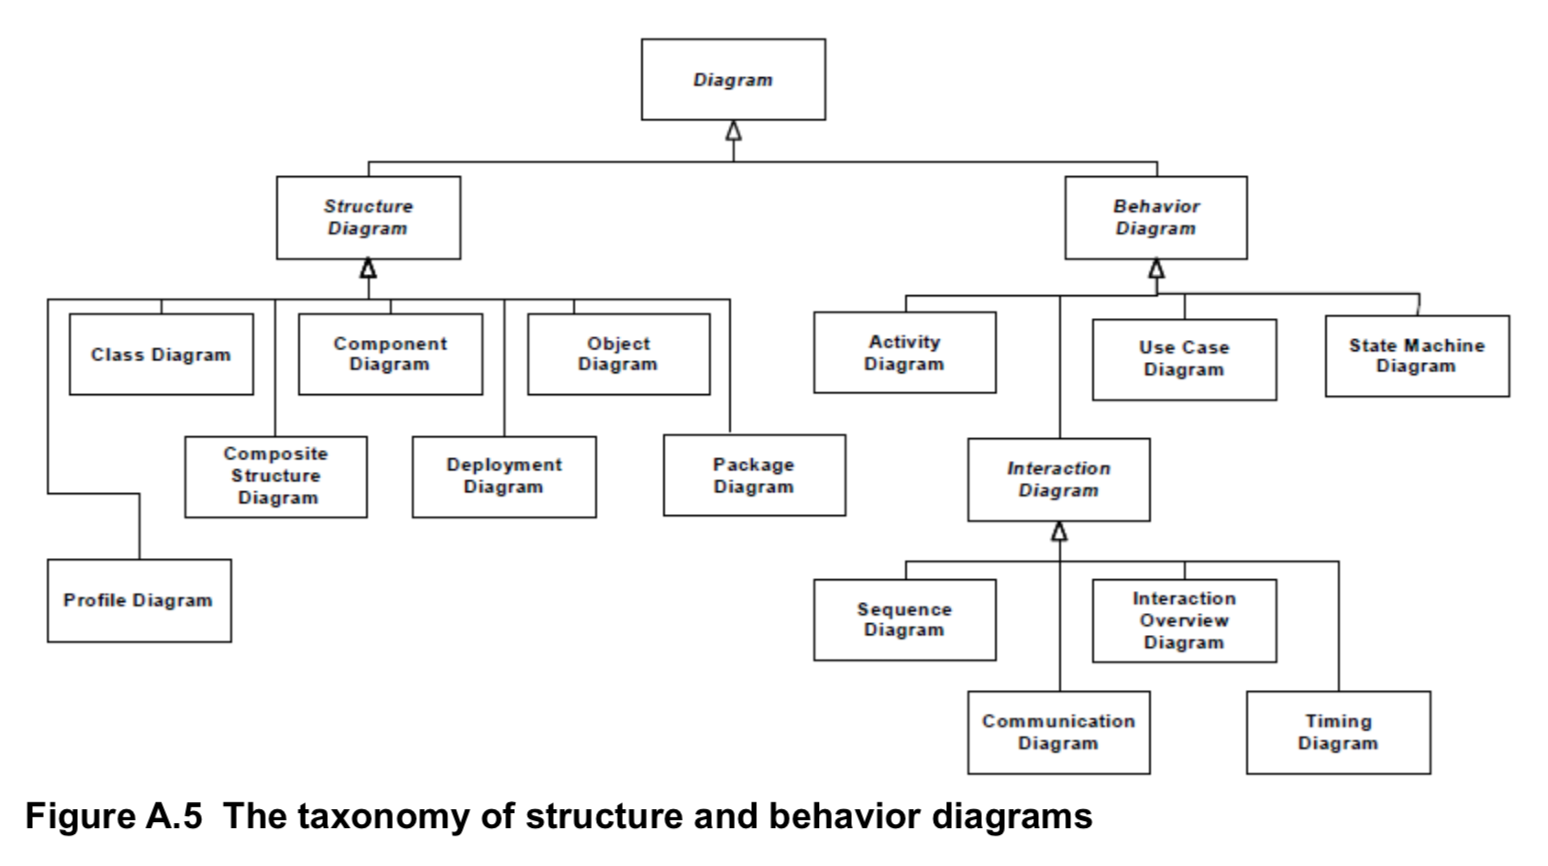 Diagram
Structure
Diagram
Behavior
Diagram
Class Diagram
Component
Diagram
Object
Diagram
Activity
Diagram
Use Case
Diagram
State Machine
Diagram
Composite
Structure
Diagram
Deployment
Diagram
Package
Diagram
Interaction
Diagram
Profile Diagram
Sequence
Diagram
Interaction
Overview
Diagram
Communication
Diagram
Timing
Diagram
Figure A.5 The taxonomy of structure and behavior diagrams